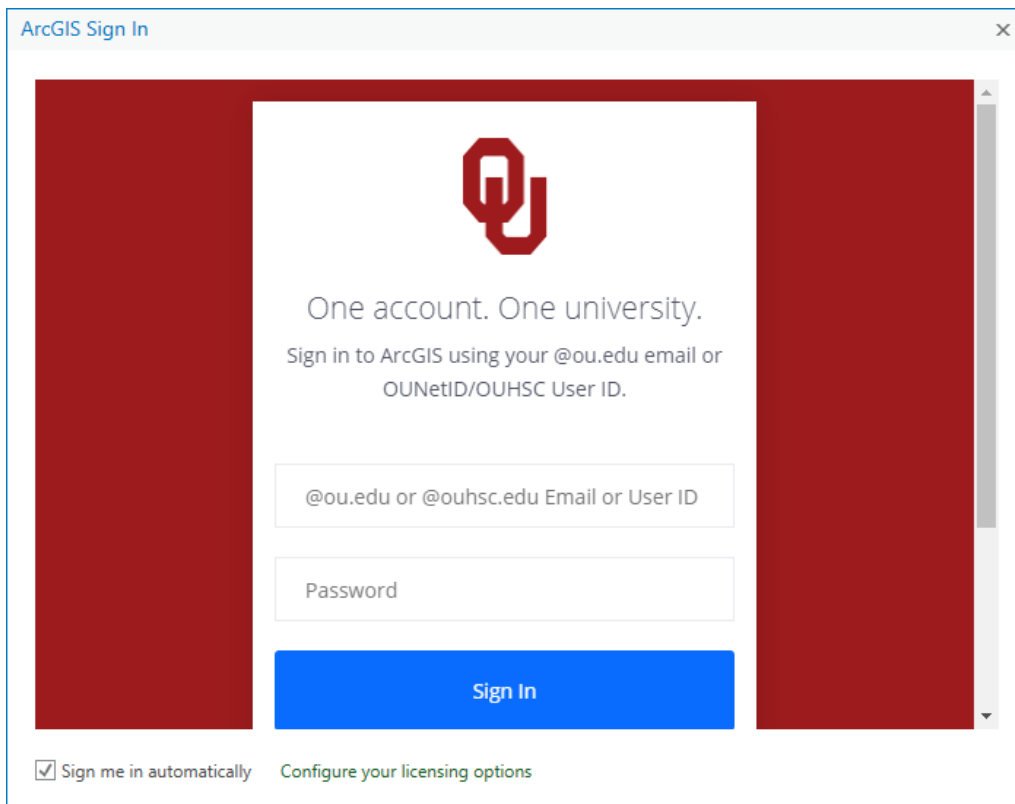 ArcGIS Sign In
OU
One account. One university.
Sign in to ArcGIS using your @ou.edu email or
OUNetID/OUHSC User ID.
@ou.edu or @ouhsc.edu Email or User ID
Password
Sign In
Sign me in automatically Configure your licensing options